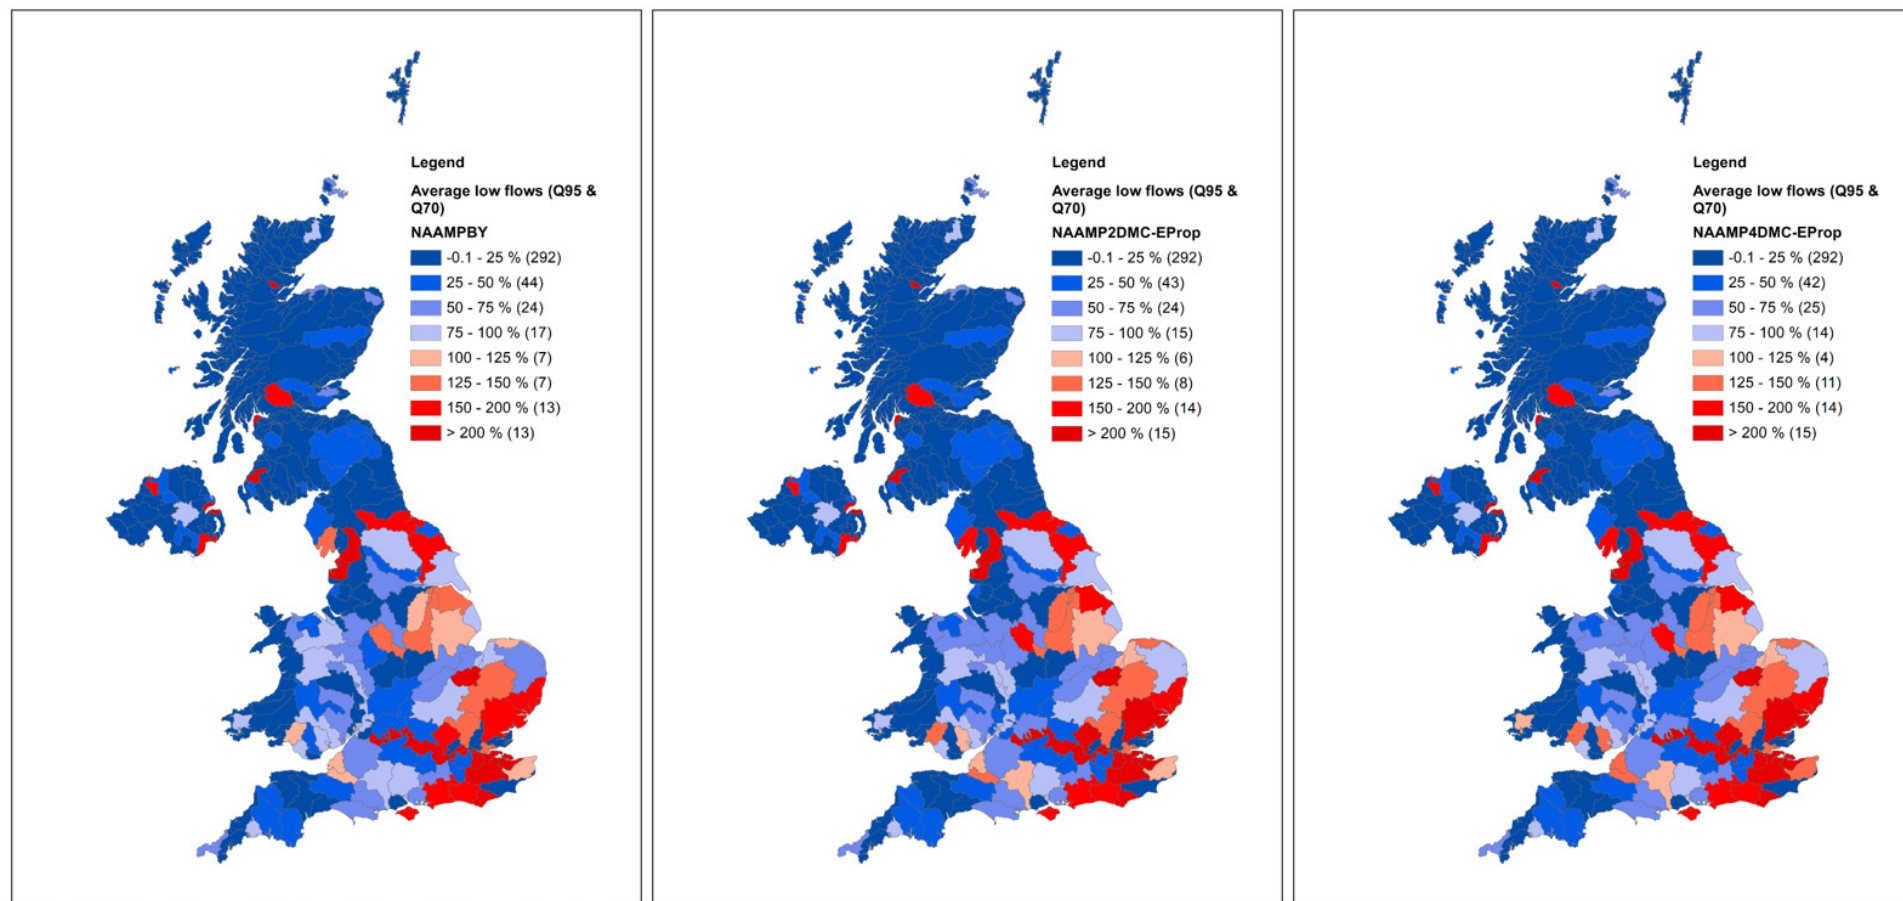 Legend
Average low flows (Q95 &
Q70)
NAAMPBY
-0.1 - 25 % (292)
25 - 50 % (44)
50 - 75 % (24)
75 - 100 % (17)
100 - 125 % (7)
125 - 150 % (7)
150 - 200 % (13)
> 200 % (13)
Legend
Average low flows (Q95 &
Q70)
NAAMP2DMC-EProp
-0.1 - 25 % (292)
25 - 50 % (43)
50 - 75 % (24)
75 - 100 % (15)
100 - 125 % (6)
125 - 150 % (8)
150 - 200 % (14)
> 200 % (15)
Legend
Average low flows (Q95 &
Q70)
NAAMP4DMC-EProp
-0.1 - 25 % (292)
25 - 50 % (42)
50 - 75 % (25)
75 - 100 % (14)
100 - 125 % (4)
125 - 150 % (11)
150 - 200 % (14)
> 200 % (15)